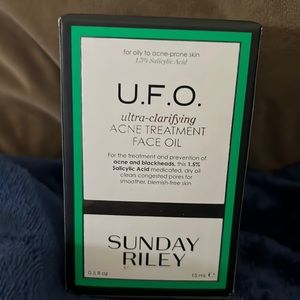 for oily to acne-prone skin
1.5% Salicylic Acid
U.F.O.
ultra-clarifying
ACNE TREATMENT
FACE OIL
For the treatment and prevention of
acne and blackheads, this 1.5%
Salicylic Acid medicated, dry oil
clears congested pores for
smoother, blemish-free skin
SUNDAY
RILEY
0.5 fl oz 15 mL ℮